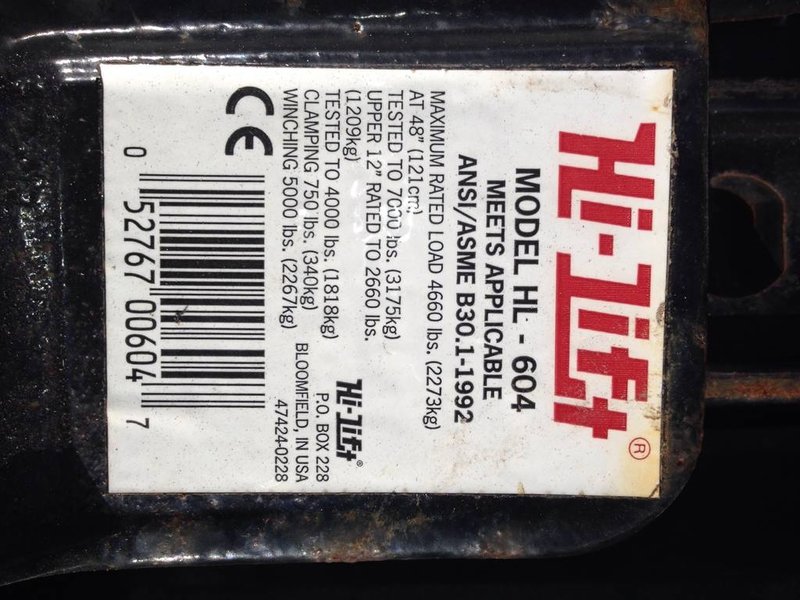 Hi-Lift®
MODEL HL - 604
MEETS APPLICABLE
ANSI/ASME B30.1-1992
MAXIMUM RATED LOAD 4660 lbs. (2273kg)
AT 48" (121cm)
TESTED TO 7000 lbs. (3175kg)
UPPER 12" RATED TO 2660 lbs.
(1209kg)
TESTED TO 4000 lbs. (1818kg)
CLAMPING 750 lbs. (340kg)
WINCHING 5000 lbs. (2267kg)
Hi-Lift®
P.O. BOX 228
BLOOMFIELD, IN USA
47424-0228
CE
0 52767 00604 7